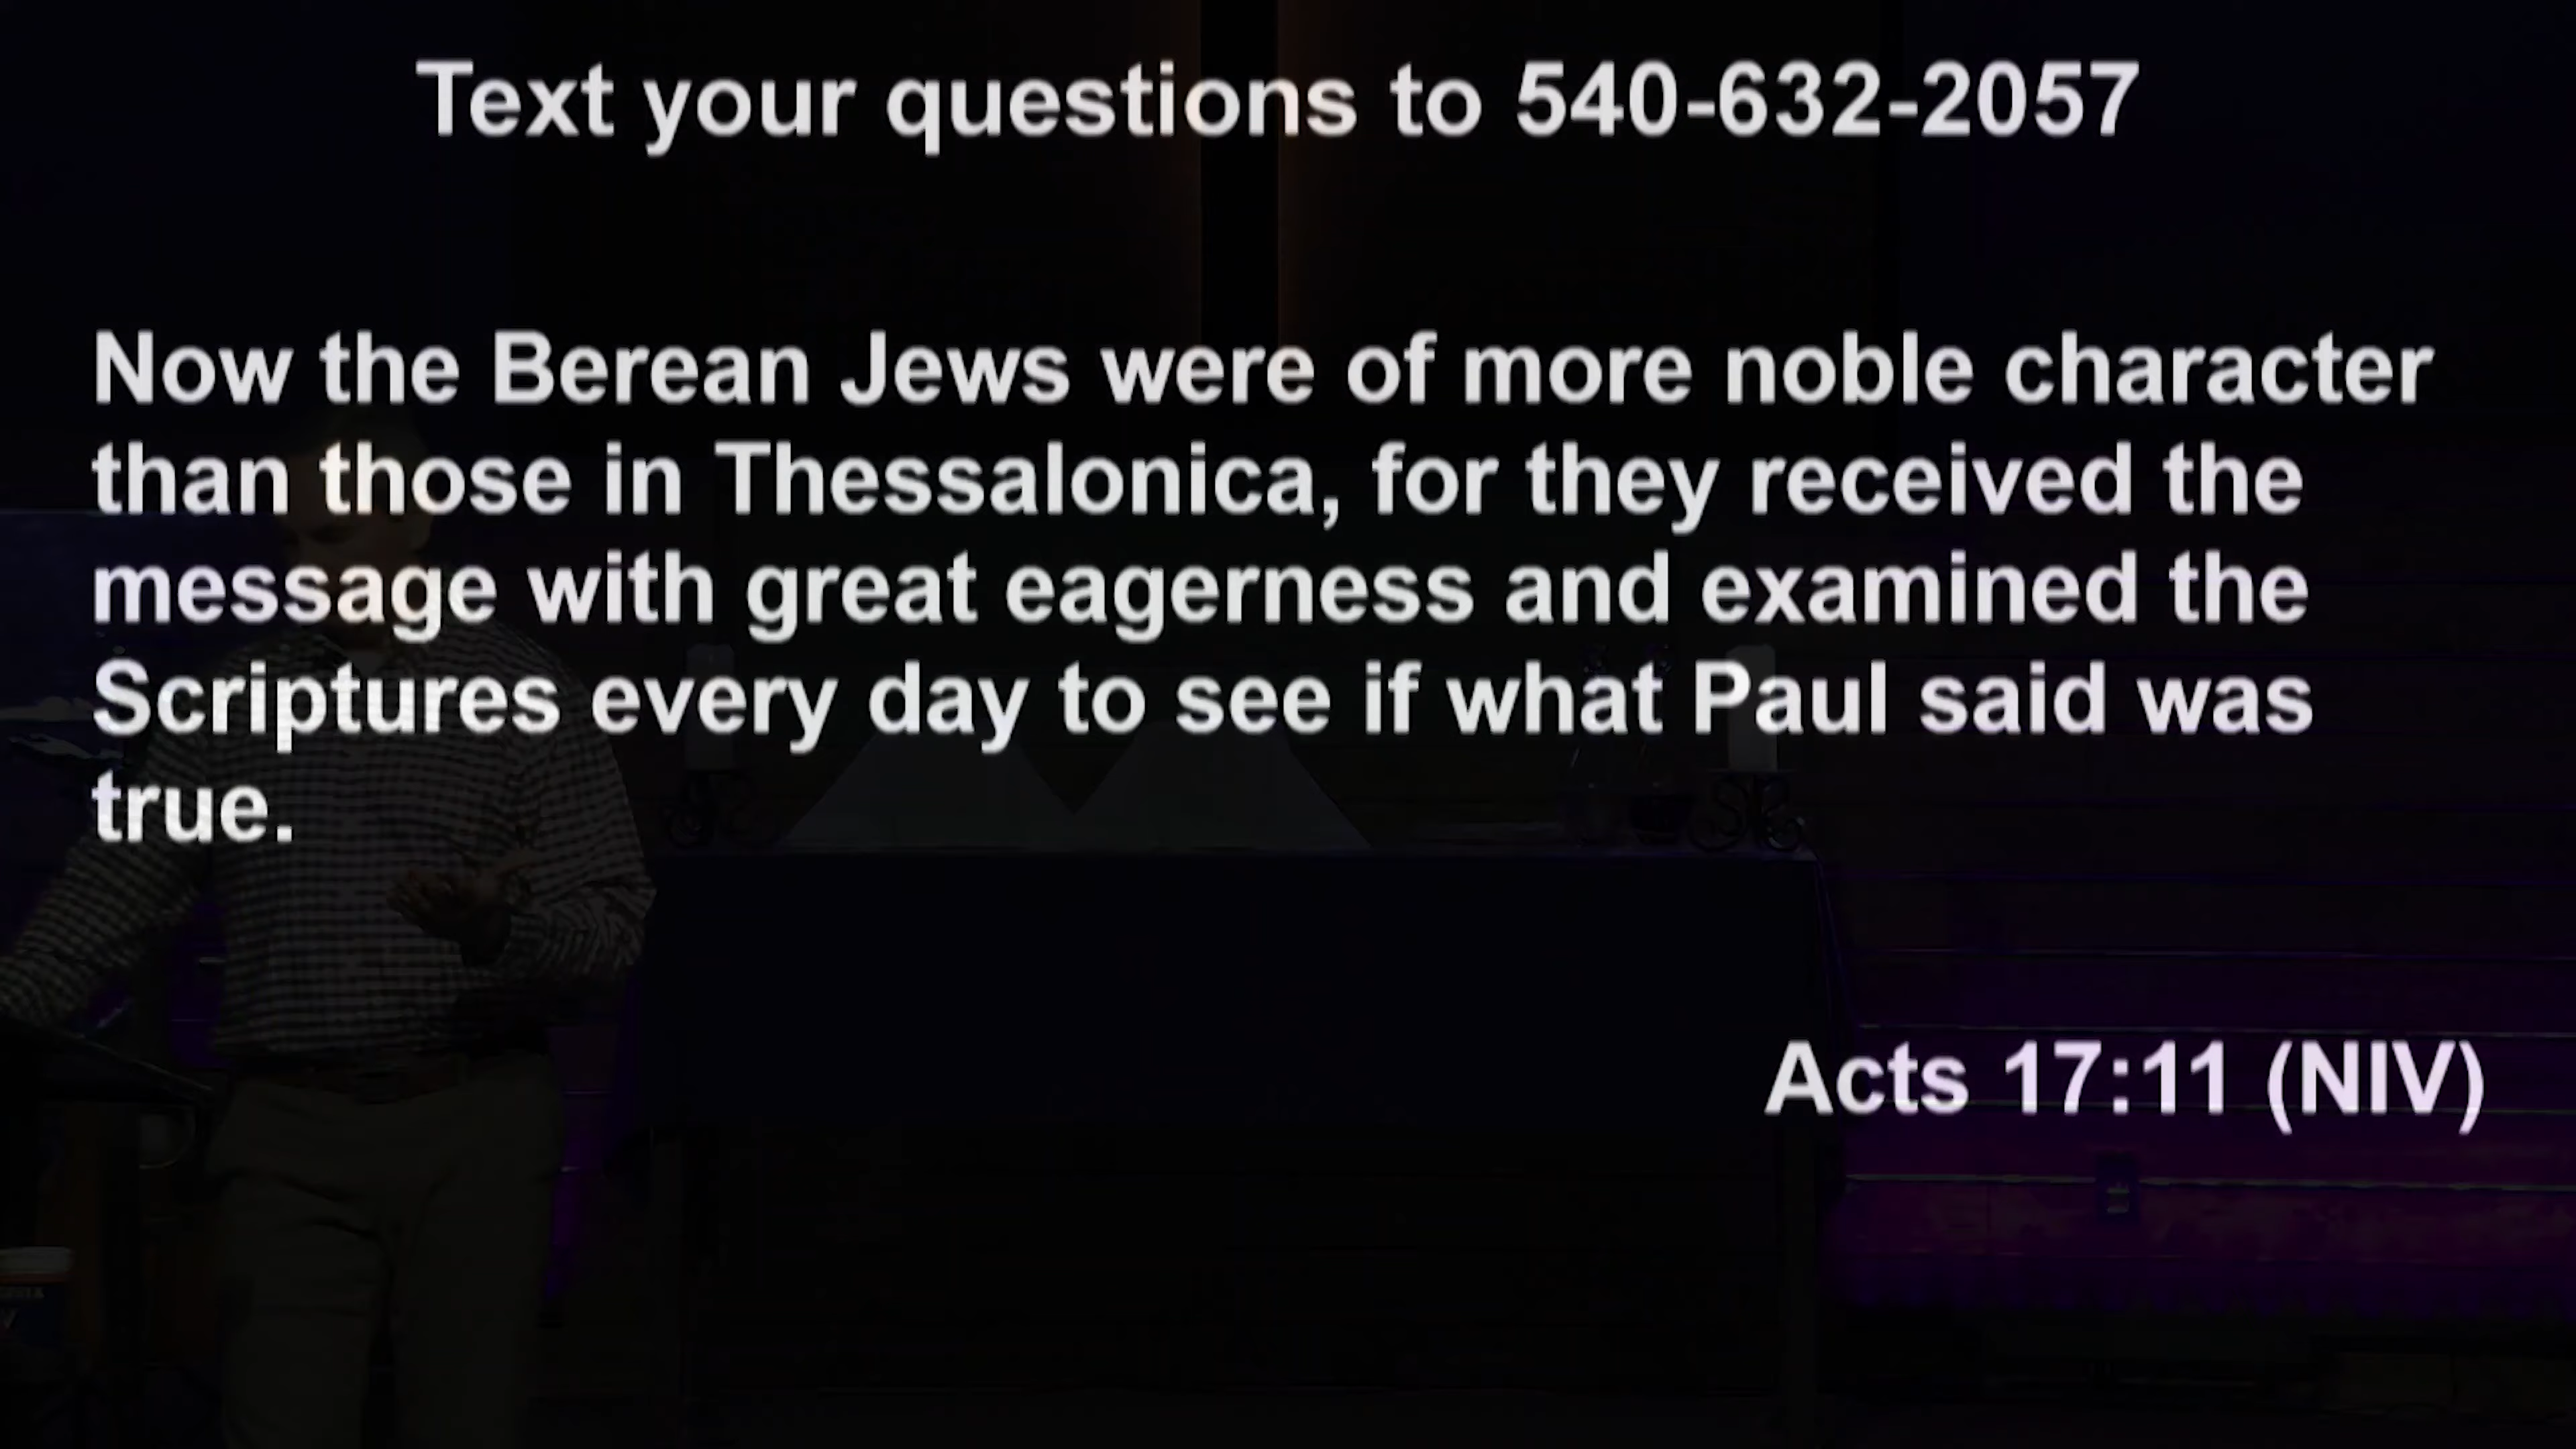 Text your questions to 540-632-2057
Now the Berean Jews were of more noble character
than those in Thessalonica, for they received the
message with great eagerness and examined the
Scriptures every day to see if what Paul said was
true.
Acts 17:11 (NIV)